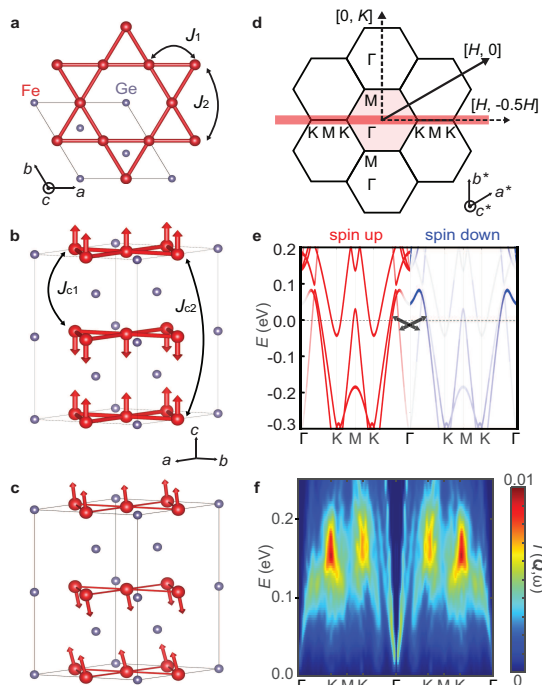 a
J1
J2
Fe
Ge
b
c
a
d
[0, K]
[H, 0]
Γ
M
K M K
Γ
K M K
[H, -0.5H]
M
Γ
b*
a*
c*
b
Jc1
Jc2
c
a
b
e
spin up
spin down
E (eV)
0.2
0.1
0.0
-0.1
-0.2
-0.3
Γ
K
M
K
Γ
K
M
K
Γ
c
f
E (eV)
0.2
0.1
0.0
Γ
K M K
Γ
K M K
Γ
0.01
0